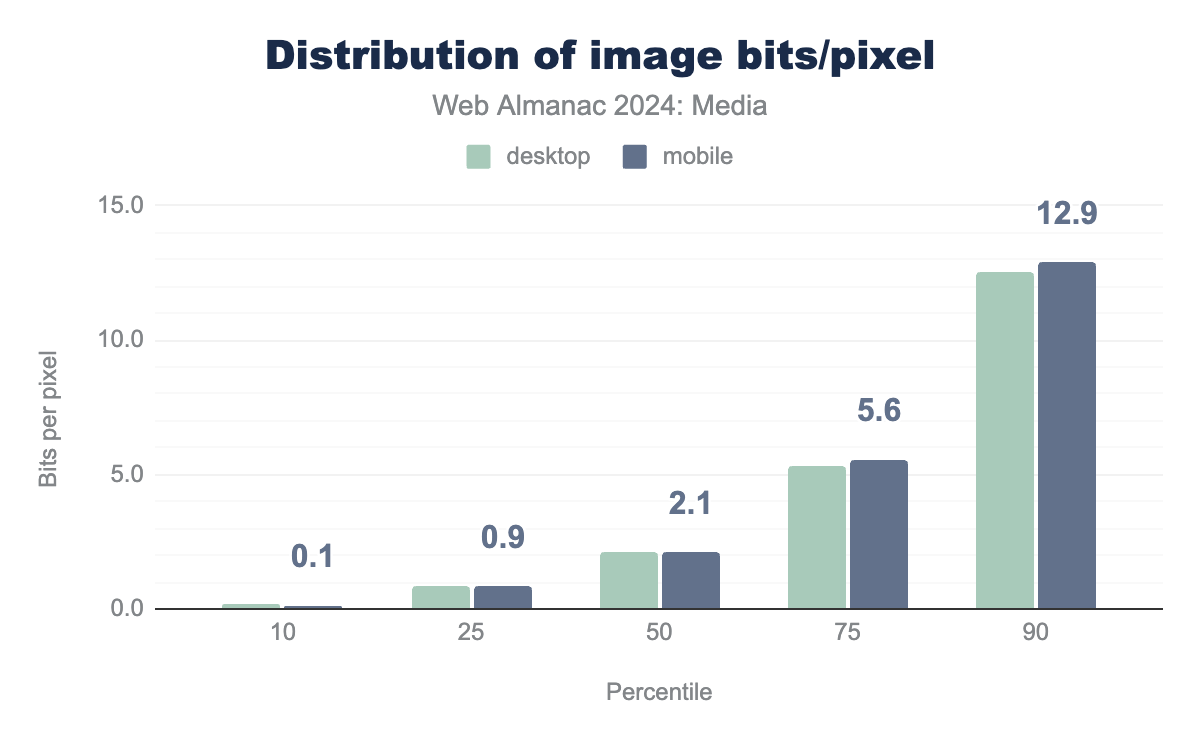 Distribution of image bits/pixel
Web Almanac 2024: Media
desktop mobile
15.0
12.9
10.0
Bits per pixel
5.6
5.0
2.1
0.9
0.1
0.0
10 25 50 75 90
Percentile